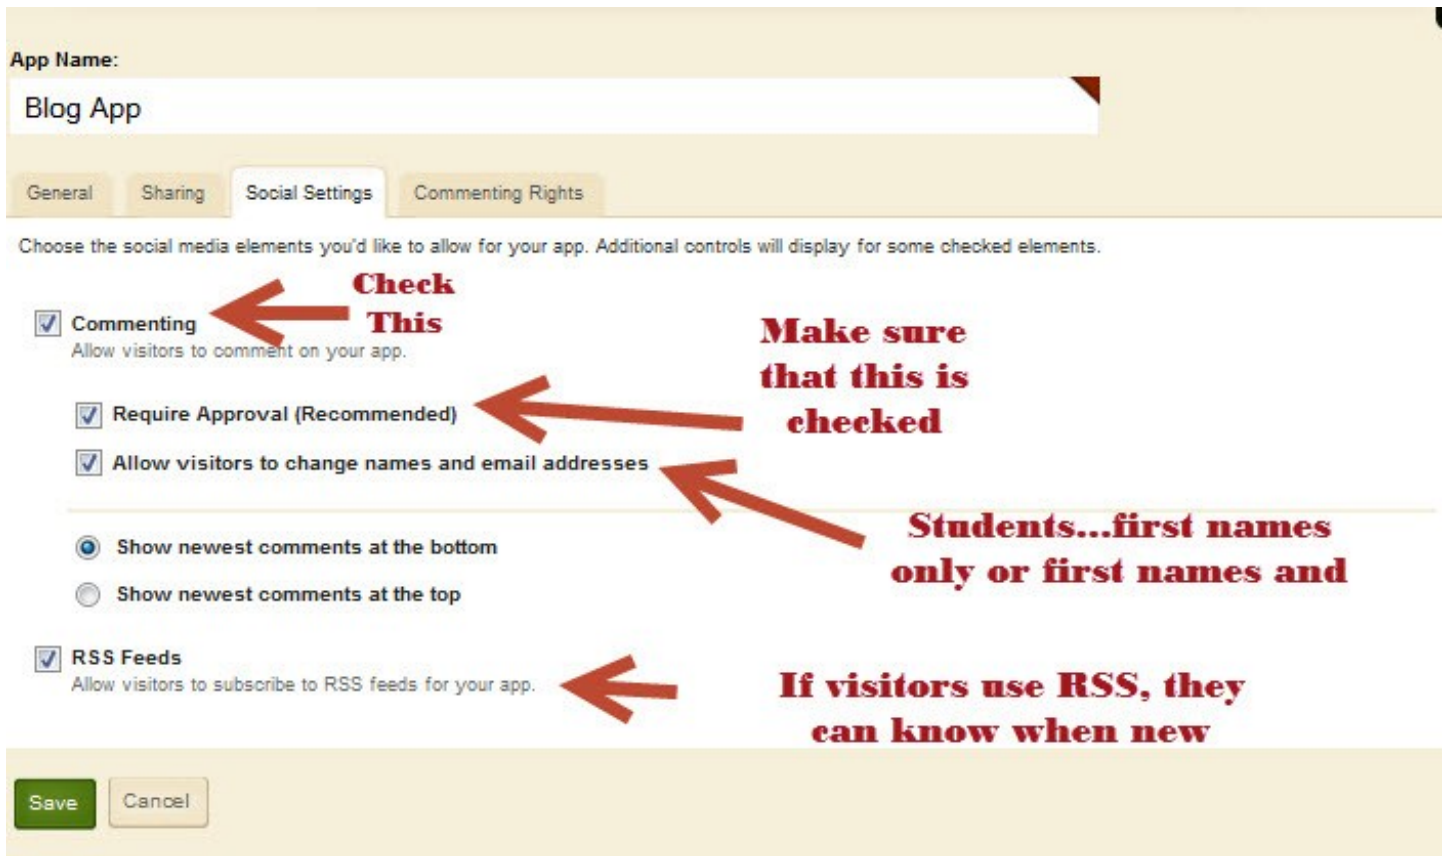 App Name:
Blog App
General Sharing Social Settings Commenting Rights
Choose the social media elements you'd like to allow for your app. Additional controls will display for some checked elements.
Check
This
Commenting
Allow visitors to comment on your app.
Make sure
that this is
checked
Require Approval (Recommended)
Allow visitors to change names and email addresses
Students...first names
only or first names and
Show newest comments at the bottom
Show newest comments at the top
RSS Feeds
Allow visitors to subscribe to RSS feeds for your app.
If visitors use RSS, they
can know when new
Save Cancel